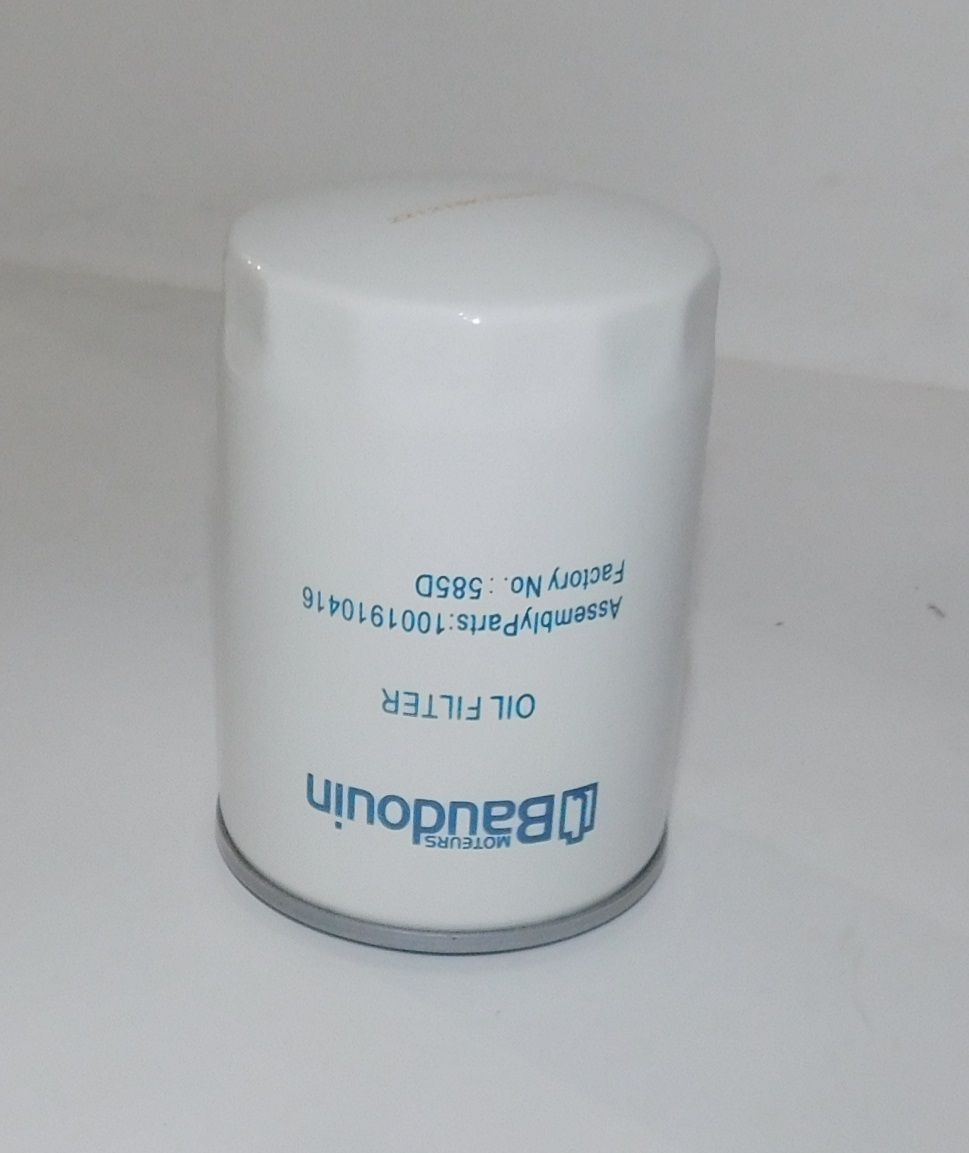 MOTEURS
Baudouin
OIL FILTER
AssemblyParts:1001910416
Factory No. : 585D